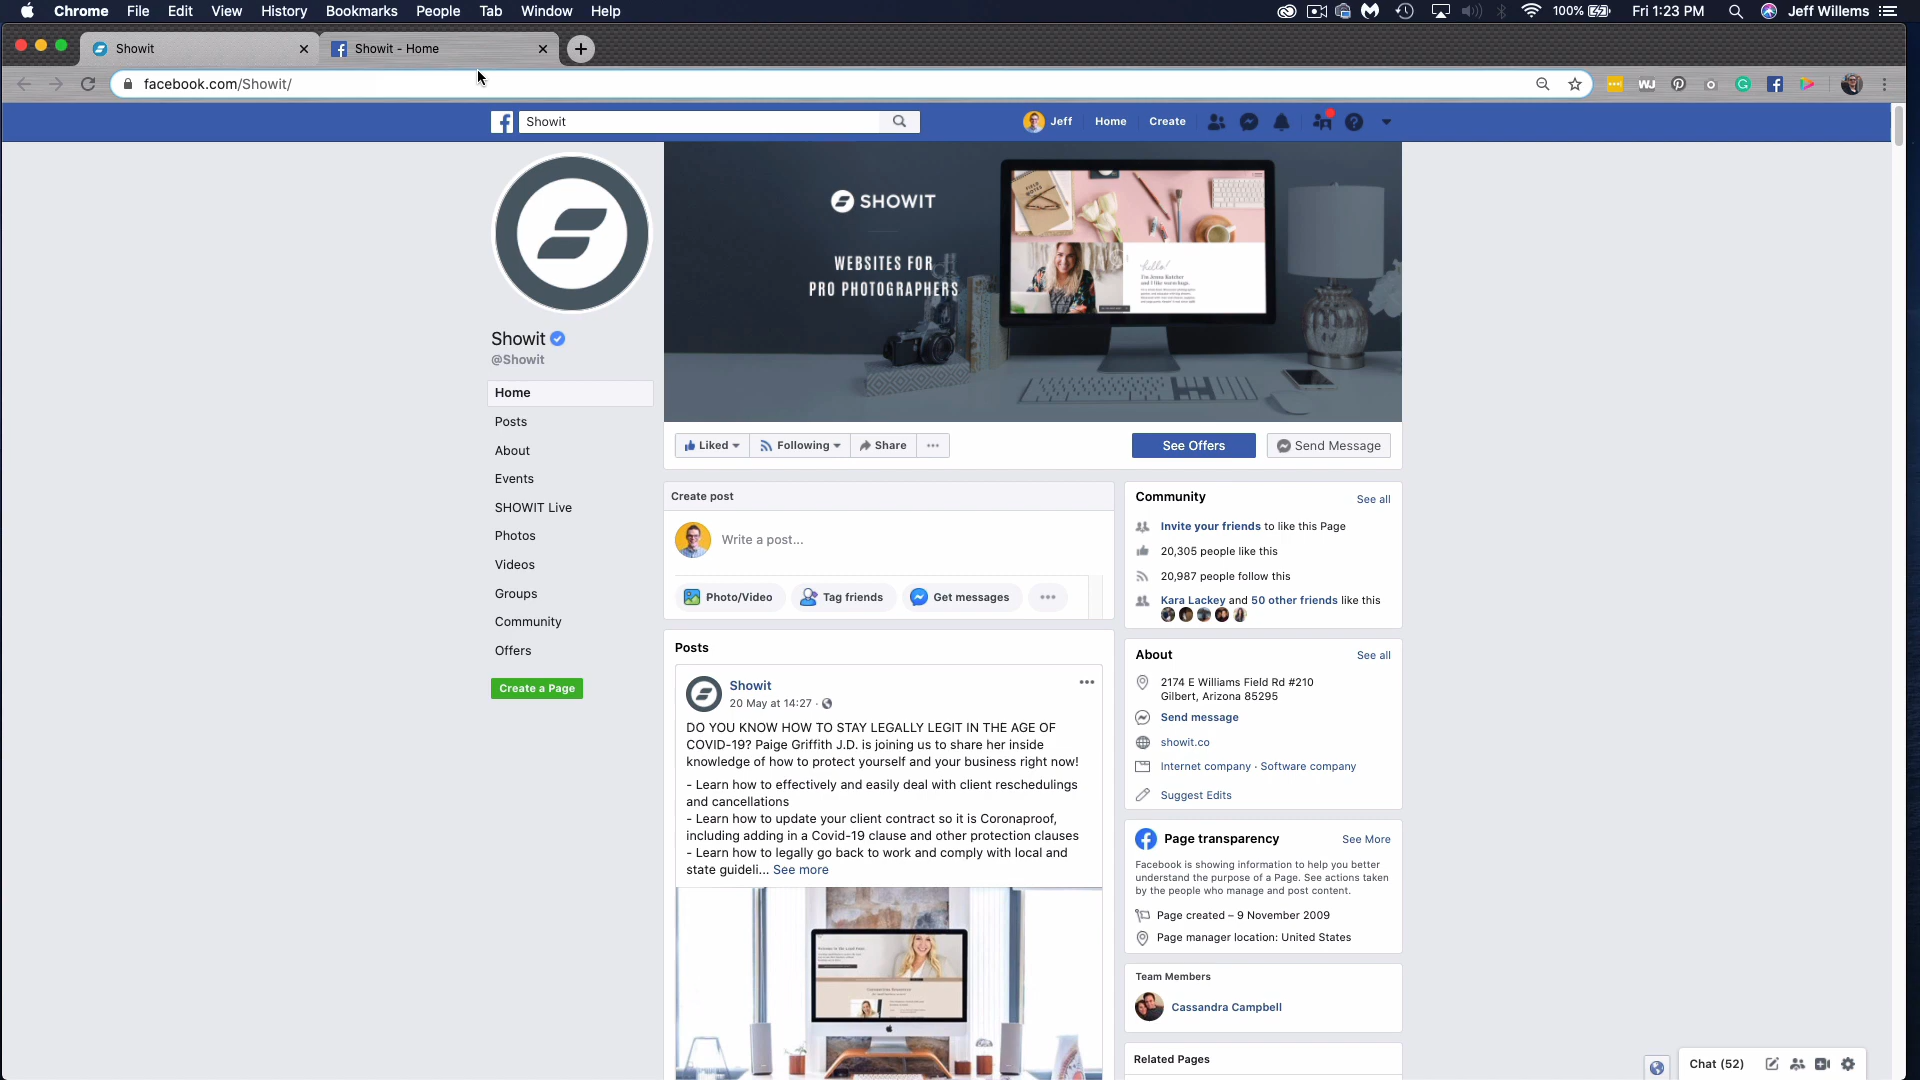 Chrome File Edit View History Bookmarks People Tab Window Help 100% Fri 1:23 PM Jeff Willems
Showit
Showit - Home
facebook.com/Showit/
Showit
Jeff Home Create
SHOWIT
WEBSITES FOR
PRO PHOTOGRAPHERS
FIELD NOTES
hello!
I'm Jenna Kutcher
and I like warm hugs.
Showit
@Showit
Home
Posts
About
Events
SHOWIT Live
Photos
Videos
Groups
Community
Offers
Create a Page
Liked Following Share See Offers Send Message
Create post
Write a post...
Photo/Video Tag friends Get messages
Posts
Showit
20 May at 14:27 ·
DO YOU KNOW HOW TO STAY LEGALLY LEGIT IN THE AGE OF
COVID-19? Paige Griffith J.D. is joining us to share her inside
knowledge of how to protect yourself and your business right now!
- Learn how to effectively and easily deal with client reschedulings
and cancellations
- Learn how to update your client contract so it is Coronaproof,
including adding in a Covid-19 clause and other protection clauses
- Learn how to legally go back to work and comply with local and
state guideli... See more
Community See all
Invite your friends to like this Page
20,305 people like this
20,987 people follow this
Kara Lackey and 50 other friends like this
About See all
2174 E Williams Field Rd #210
Gilbert, Arizona 85295
Send message
showit.co
Internet company · Software company
Suggest Edits
Page transparency See More
Facebook is showing information to help you better
understand the purpose of a Page. See actions taken
by the people who manage and post content.
Page created – 9 November 2009
Page manager location: United States
Team Members
Cassandra Campbell
Related Pages
Chat (52)